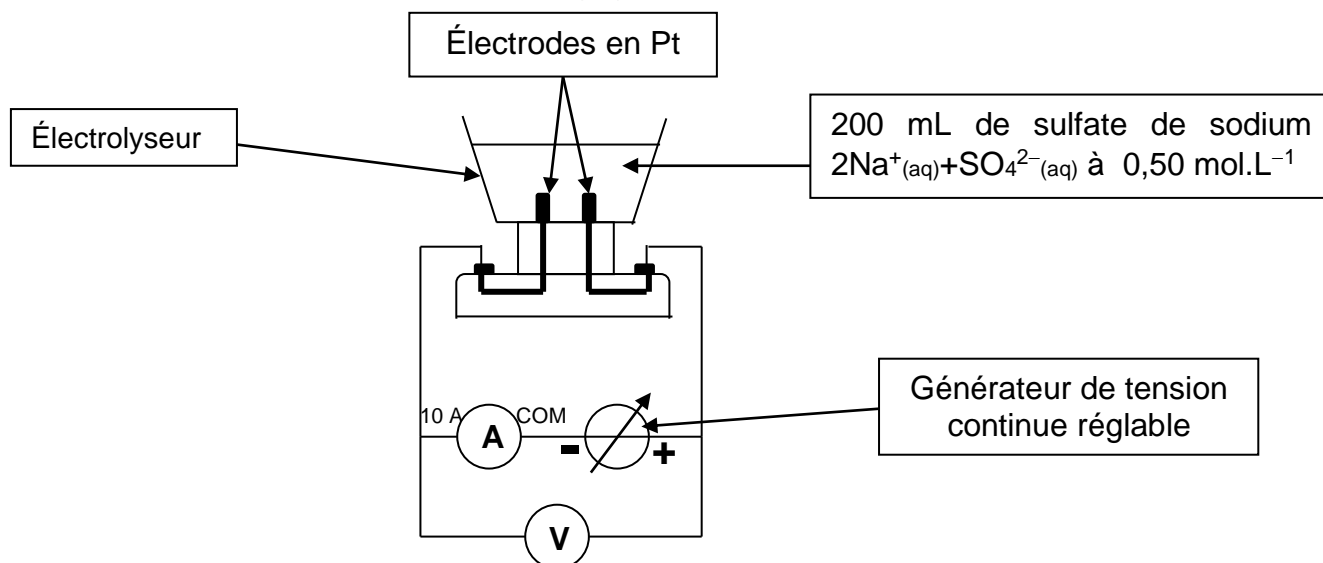 Électrodes en Pt
Électrolyseur
200 mL de sulfate de sodium
2Na⁺(aq)+SO₄²⁻(aq) à 0,50 mol.L⁻¹
10 A
COM
A
-
+
Générateur de tension
continue réglable
V